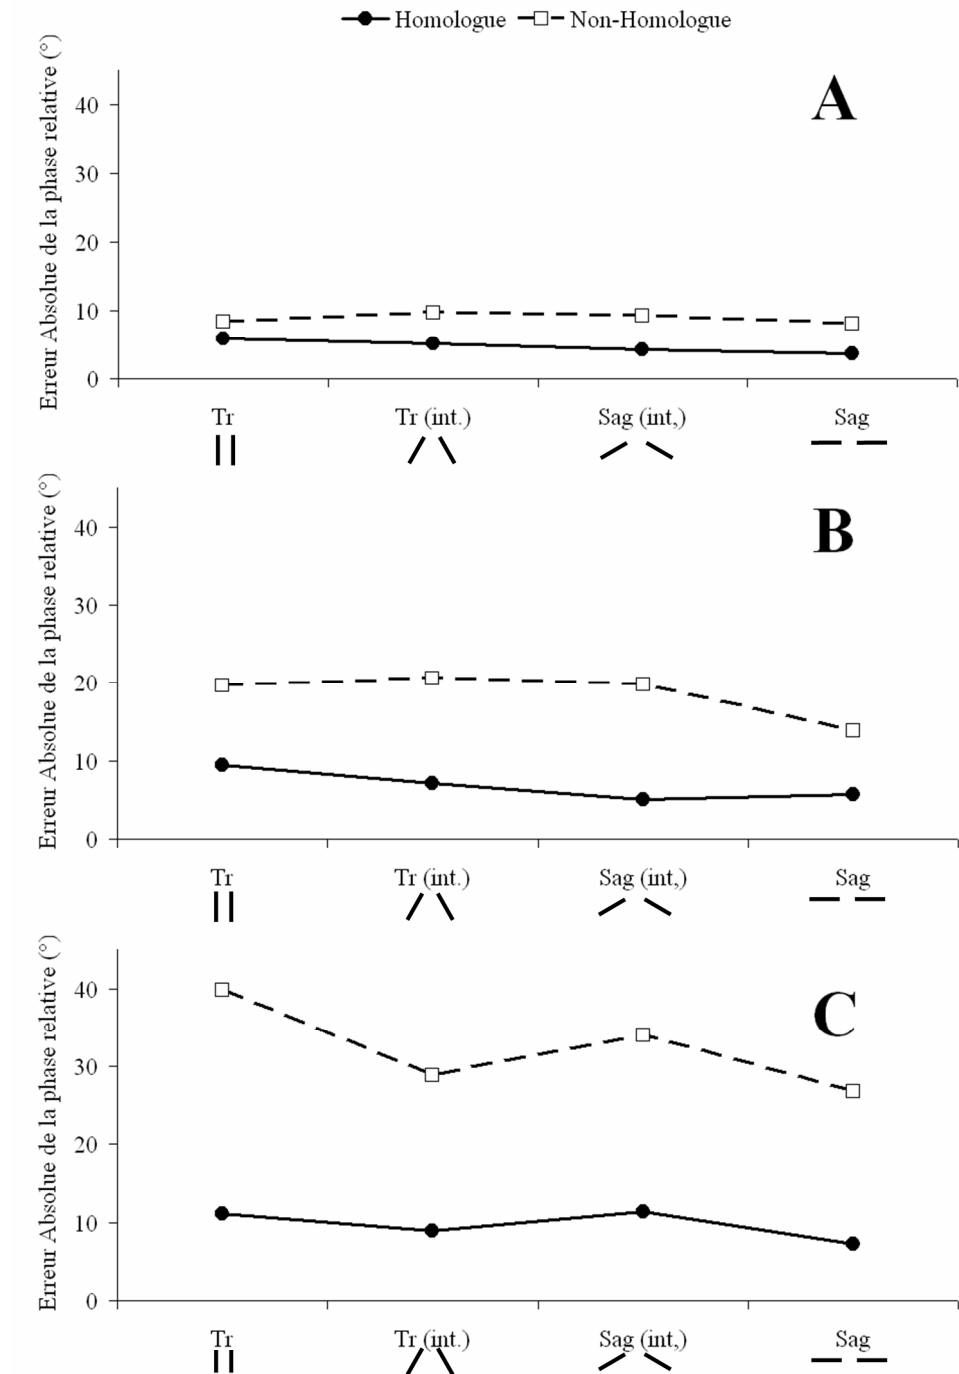 Homologue Non-Homologue
Erreur Absolue de la phase relative (°)
A
40
30
20
10
0
Tr Tr (int.) Sag (int,) Sag
Erreur Absolue de la phase relative (°)
B
40
30
20
10
0
Tr Tr (int.) Sag (int,) Sag
Erreur Absolue de la phase relative (°)
C
40
30
20
10
0
Tr Tr (int.) Sag (int,) Sag